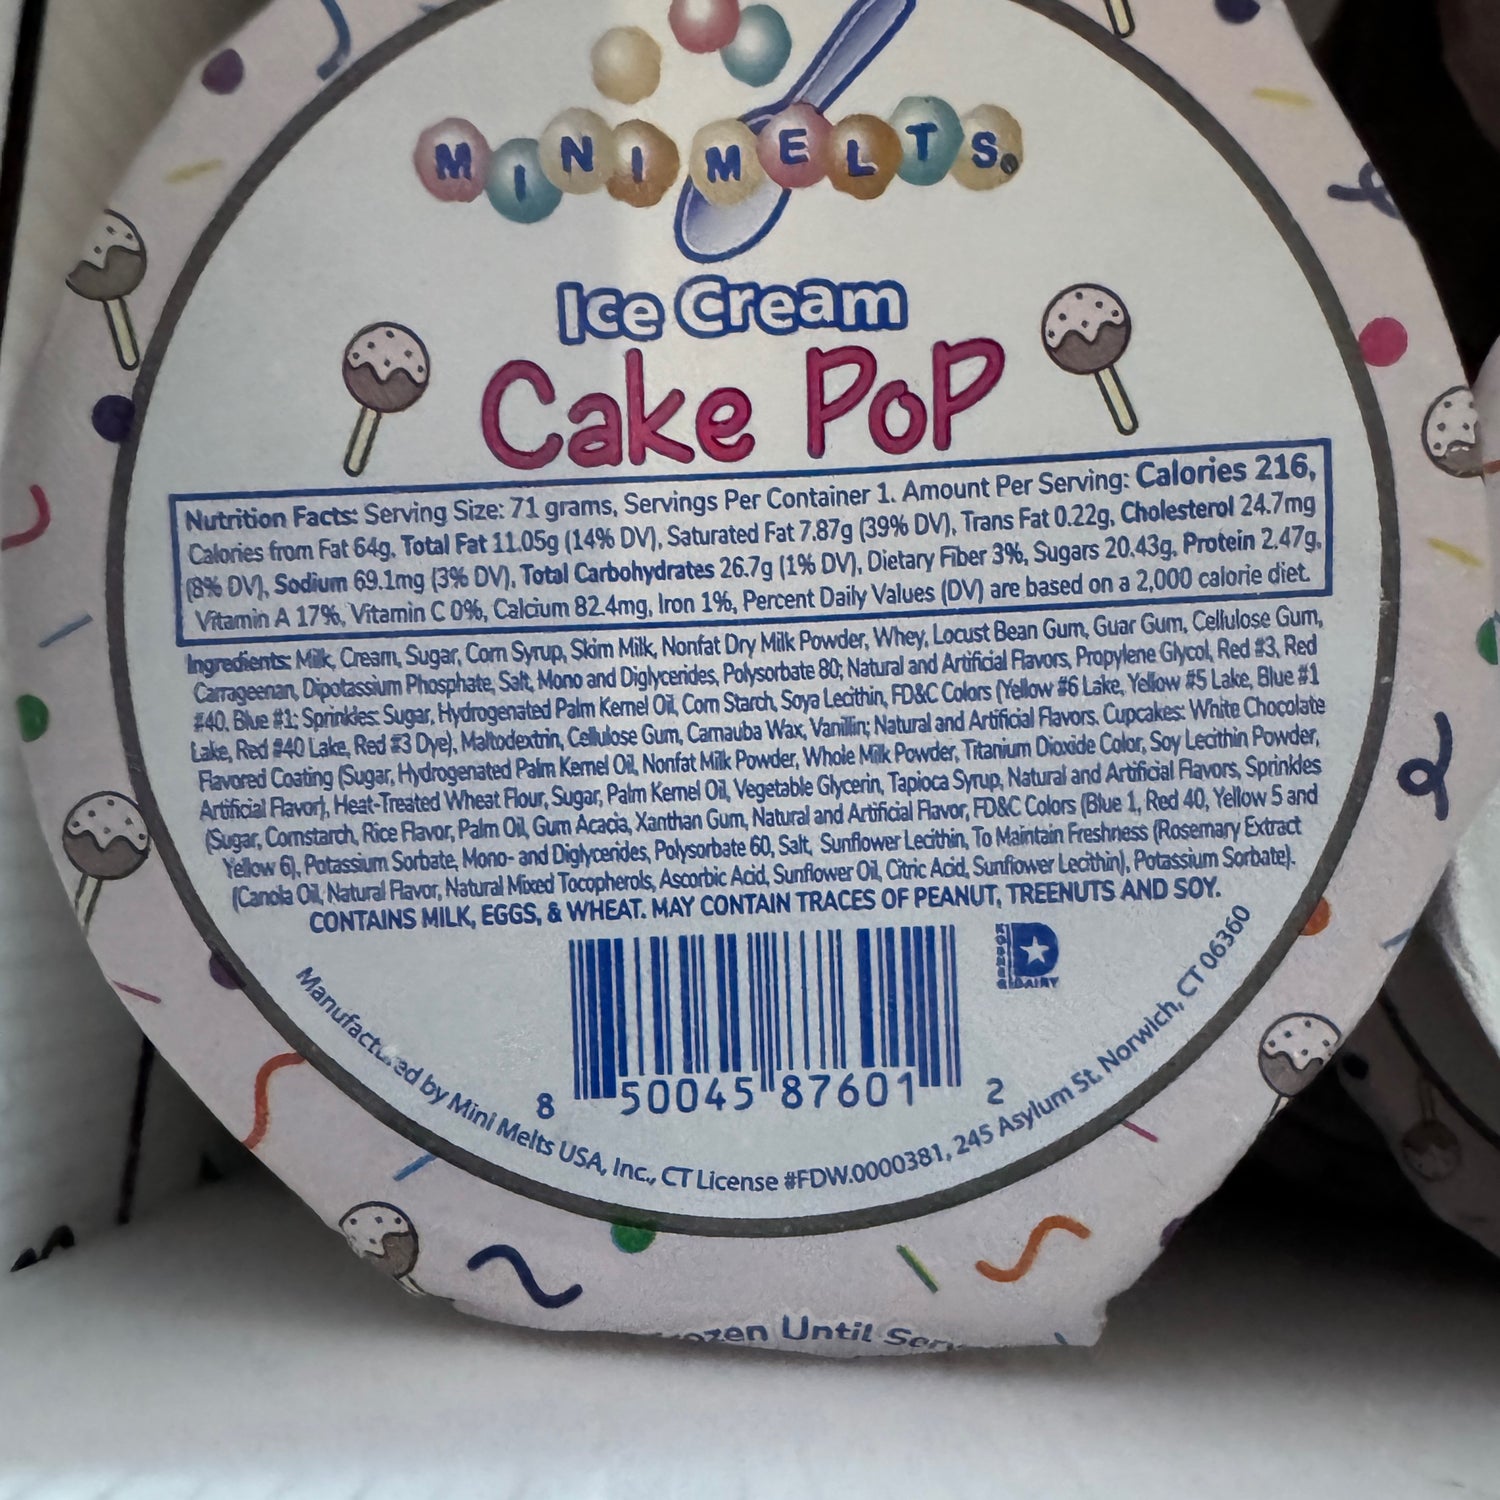 MINI MELTS®
Ice Cream
Cake PoP
Nutrition Facts: Serving Size: 71 grams, Servings Per Container 1. Amount Per Serving: Calories 216,
Calories from Fat 64g, Total Fat 11.05g (14% DV), Saturated Fat 7.87g (39% DV), Trans Fat 0.22g, Cholesterol 24.7mg
(8% DV), Sodium 69.1mg (3% DV), Total Carbohydrates 26.7g (1% DV), Dietary Fiber 3%, Sugars 20.43g, Protein 2.47g,
Vitamin A 17%, Vitamin C 0%, Calcium 82.4mg, Iron 1%, Percent Daily Values (DV) are based on a 2,000 calorie diet.
Ingredients: Milk, Cream, Sugar, Corn Syrup, Skim Milk, Nonfat Dry Milk Powder, Whey, Locust Bean Gum, Guar Gum, Cellulose Gum,
Carrageenan, Dipotassium Phosphate, Salt, Mono and Diglycerides, Polysorbate 80; Natural and Artificial Flavors, Propylene Glycol, Red #3, Red
#40, Blue #1; Sprinkles: Sugar, Hydrogenated Palm Kernel Oil, Corn Starch, Soya Lecithin, FD&C Colors (Yellow #6 Lake, Yellow #5 Lake, Blue #1
Lake, Red #40 Lake, Red #3 Dye), Maltodextrin, Cellulose Gum, Carnauba Wax, Vanillin; Natural and Artificial Flavors. Cupcakes: White Chocolate
Flavored Coating (Sugar, Hydrogenated Palm Kernel Oil, Nonfat Milk Powder, Whole Milk Powder, Titanium Dioxide Color, Soy Lecithin Powder,
Artificial Flavor), Heat-Treated Wheat Flour, Sugar, Palm Kernel Oil, Vegetable Glycerin, Tapioca Syrup, Natural and Artificial Flavors, Sprinkles
(Sugar, Cornstarch, Rice Flavor, Palm Oil, Gum Acacia, Xanthan Gum, Natural and Artificial Flavor, FD&C Colors (Blue 1, Red 40, Yellow 5 and
Yellow 6), Potassium Sorbate, Mono- and Diglycerides, Polysorbate 60, Salt, Sunflower Lecithin, To Maintain Freshness (Rosemary Extract
(Canola Oil, Natural Flavor, Natural Mixed Tocopherols, Ascorbic Acid, Sunflower Oil, Citric Acid, Sunflower Lecithin), Potassium Sorbate).
CONTAINS MILK, EGGS, & WHEAT. MAY CONTAIN TRACES OF PEANUT, TREENUTS AND SOY.
KOSHER
D
DAIRY
8 50045 87601 2
Manufactured by Mini Melts USA, Inc., CT License #FDW.0000381, 245 Asylum St. Norwich, CT 06360
Until